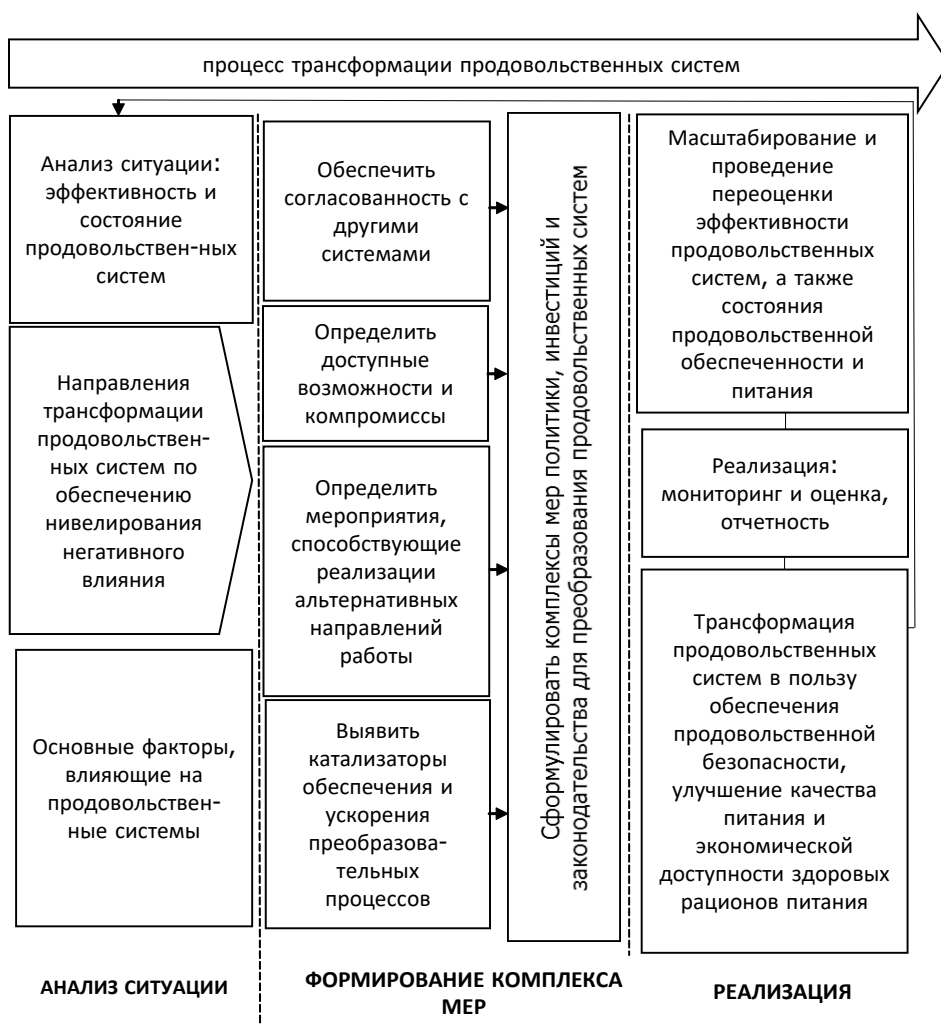 процесс трансформации продовольственных систем
Анализ ситуации:
эффективность и
состояние
продовольствен-ных
систем
Направления
трансформации
продовольствен-
ных систем по
обеспечению
нивелирования
негативного
влияния
Основные факторы,
влияющие на
продовольствен-
ные системы
АНАЛИЗ СИТУАЦИИ
Обеспечить
согласованность с
другими
системами
Определить
доступные
возможности и
компромиссы
Определить
мероприятия,
способствующие
реализации
альтернативных
направлений
работы
Выявить
катализаторы
обеспечения и
ускорения
преобразова-
тельных
процессов
Сформулировать комплексы мер политики, инвестиций и
законодательства для преобразования продовольственных систем
ФОРМИРОВАНИЕ КОМПЛЕКСА
МЕР
Масштабирование и
проведение
переоценки
эффективности
продовольственных
систем, а также
состояния
продовольственной
обеспеченности и
питания
Реализация:
мониторинг и оценка,
отчетность
Трансформация
продовольственных
систем в пользу
обеспечения
продовольственной
безопасности,
улучшение качества
питания и
экономической
доступности здоровых
рационов питания
РЕАЛИЗАЦИЯ